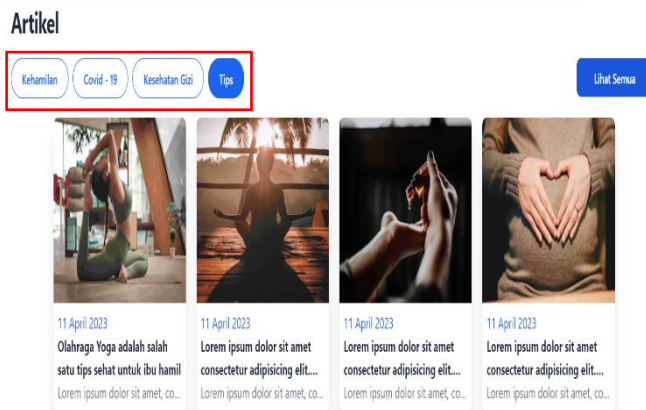 Artikel
Kehamilan
Covid - 19
Kesehatan Gizi
Tips
Lihat Semua
11 April 2023
Olahraga Yoga adalah salah
satu tips sehat untuk ibu hamil
Lorem ipsum dolor sit amet, co...
11 April 2023
Lorem ipsum dolor sit amet
consectetur adipisicing elit....
Lorem ipsum dolor sit amet, co...
11 April 2023
Lorem ipsum dolor sit amet
consectetur adipisicing elit....
Lorem ipsum dolor sit amet, co...
11 April 2023
Lorem ipsum dolor sit amet
consectetur adipisicing elit....
Lorem ipsum dolor sit amet, co...